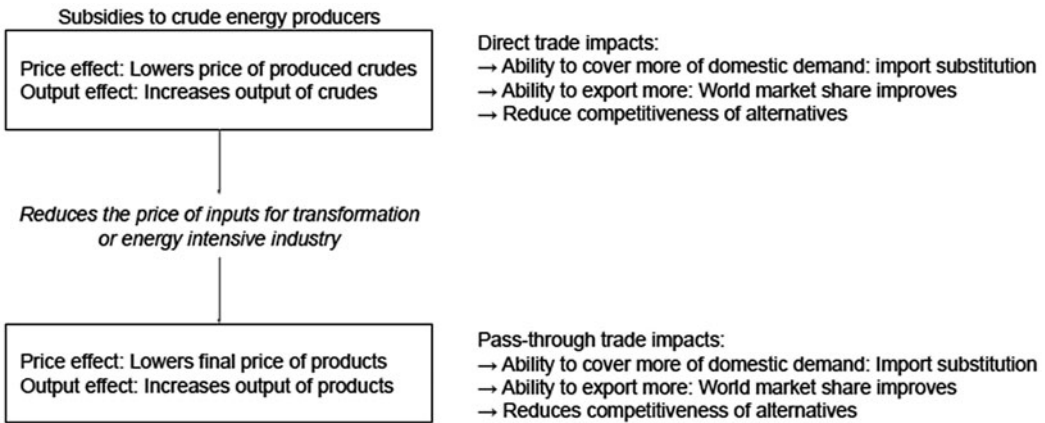 Subsidies to crude energy producers
Price effect: Lowers price of produced crudes
Output effect: Increases output of crudes
Direct trade impacts:
→ Ability to cover more of domestic demand: import substitution
→ Ability to export more: World market share improves
→ Reduce competitiveness of alternatives
Reduces the price of inputs for transformation
or energy intensive industry
Price effect: Lowers final price of products
Output effect: Increases output of products
Pass-through trade impacts:
→ Ability to cover more of domestic demand: Import substitution
→ Ability to export more: World market share improves
→ Reduces competitiveness of alternatives